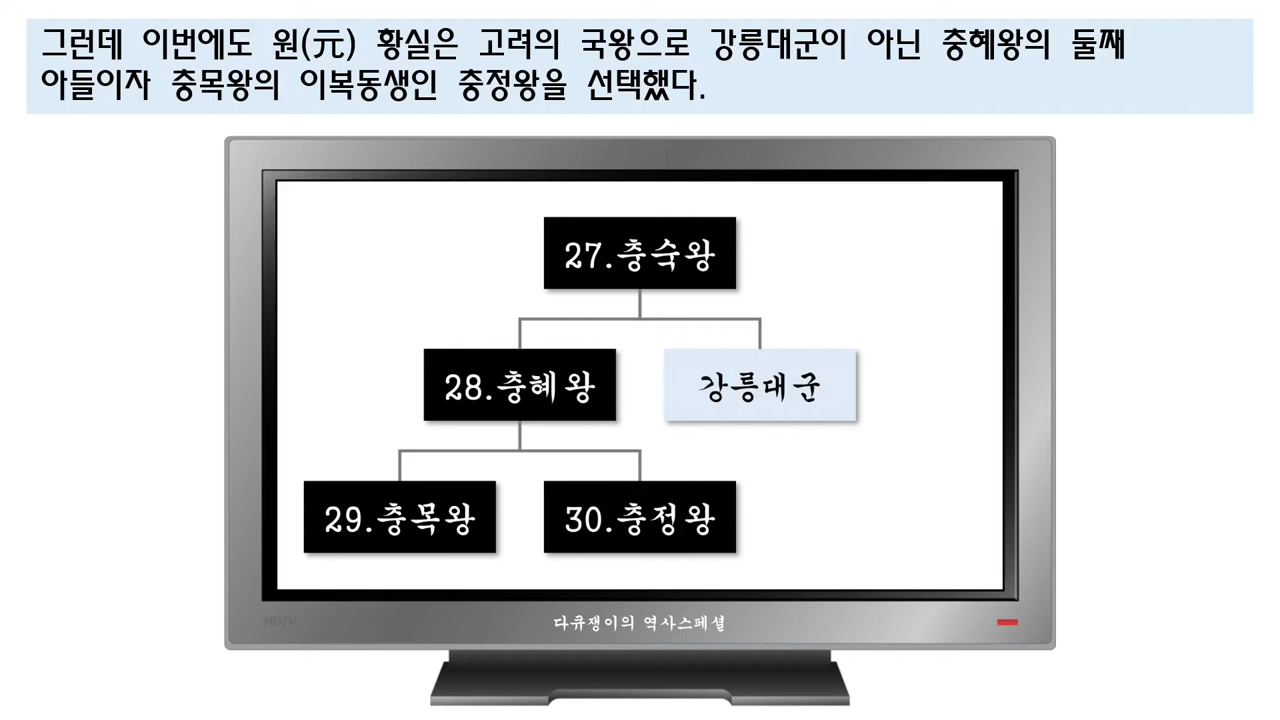 그런데 이번에도 원(元) 황실은 고려의 국왕으로 강릉대군이 아닌 충혜왕의 둘째
아들이자 충목왕의 이복동생인 충정왕을 선택했다.
27.충숙왕
28.충혜왕
강릉대군
29.충목왕
30.충정왕
HDTV
다큐쟁이의 역사스페셜